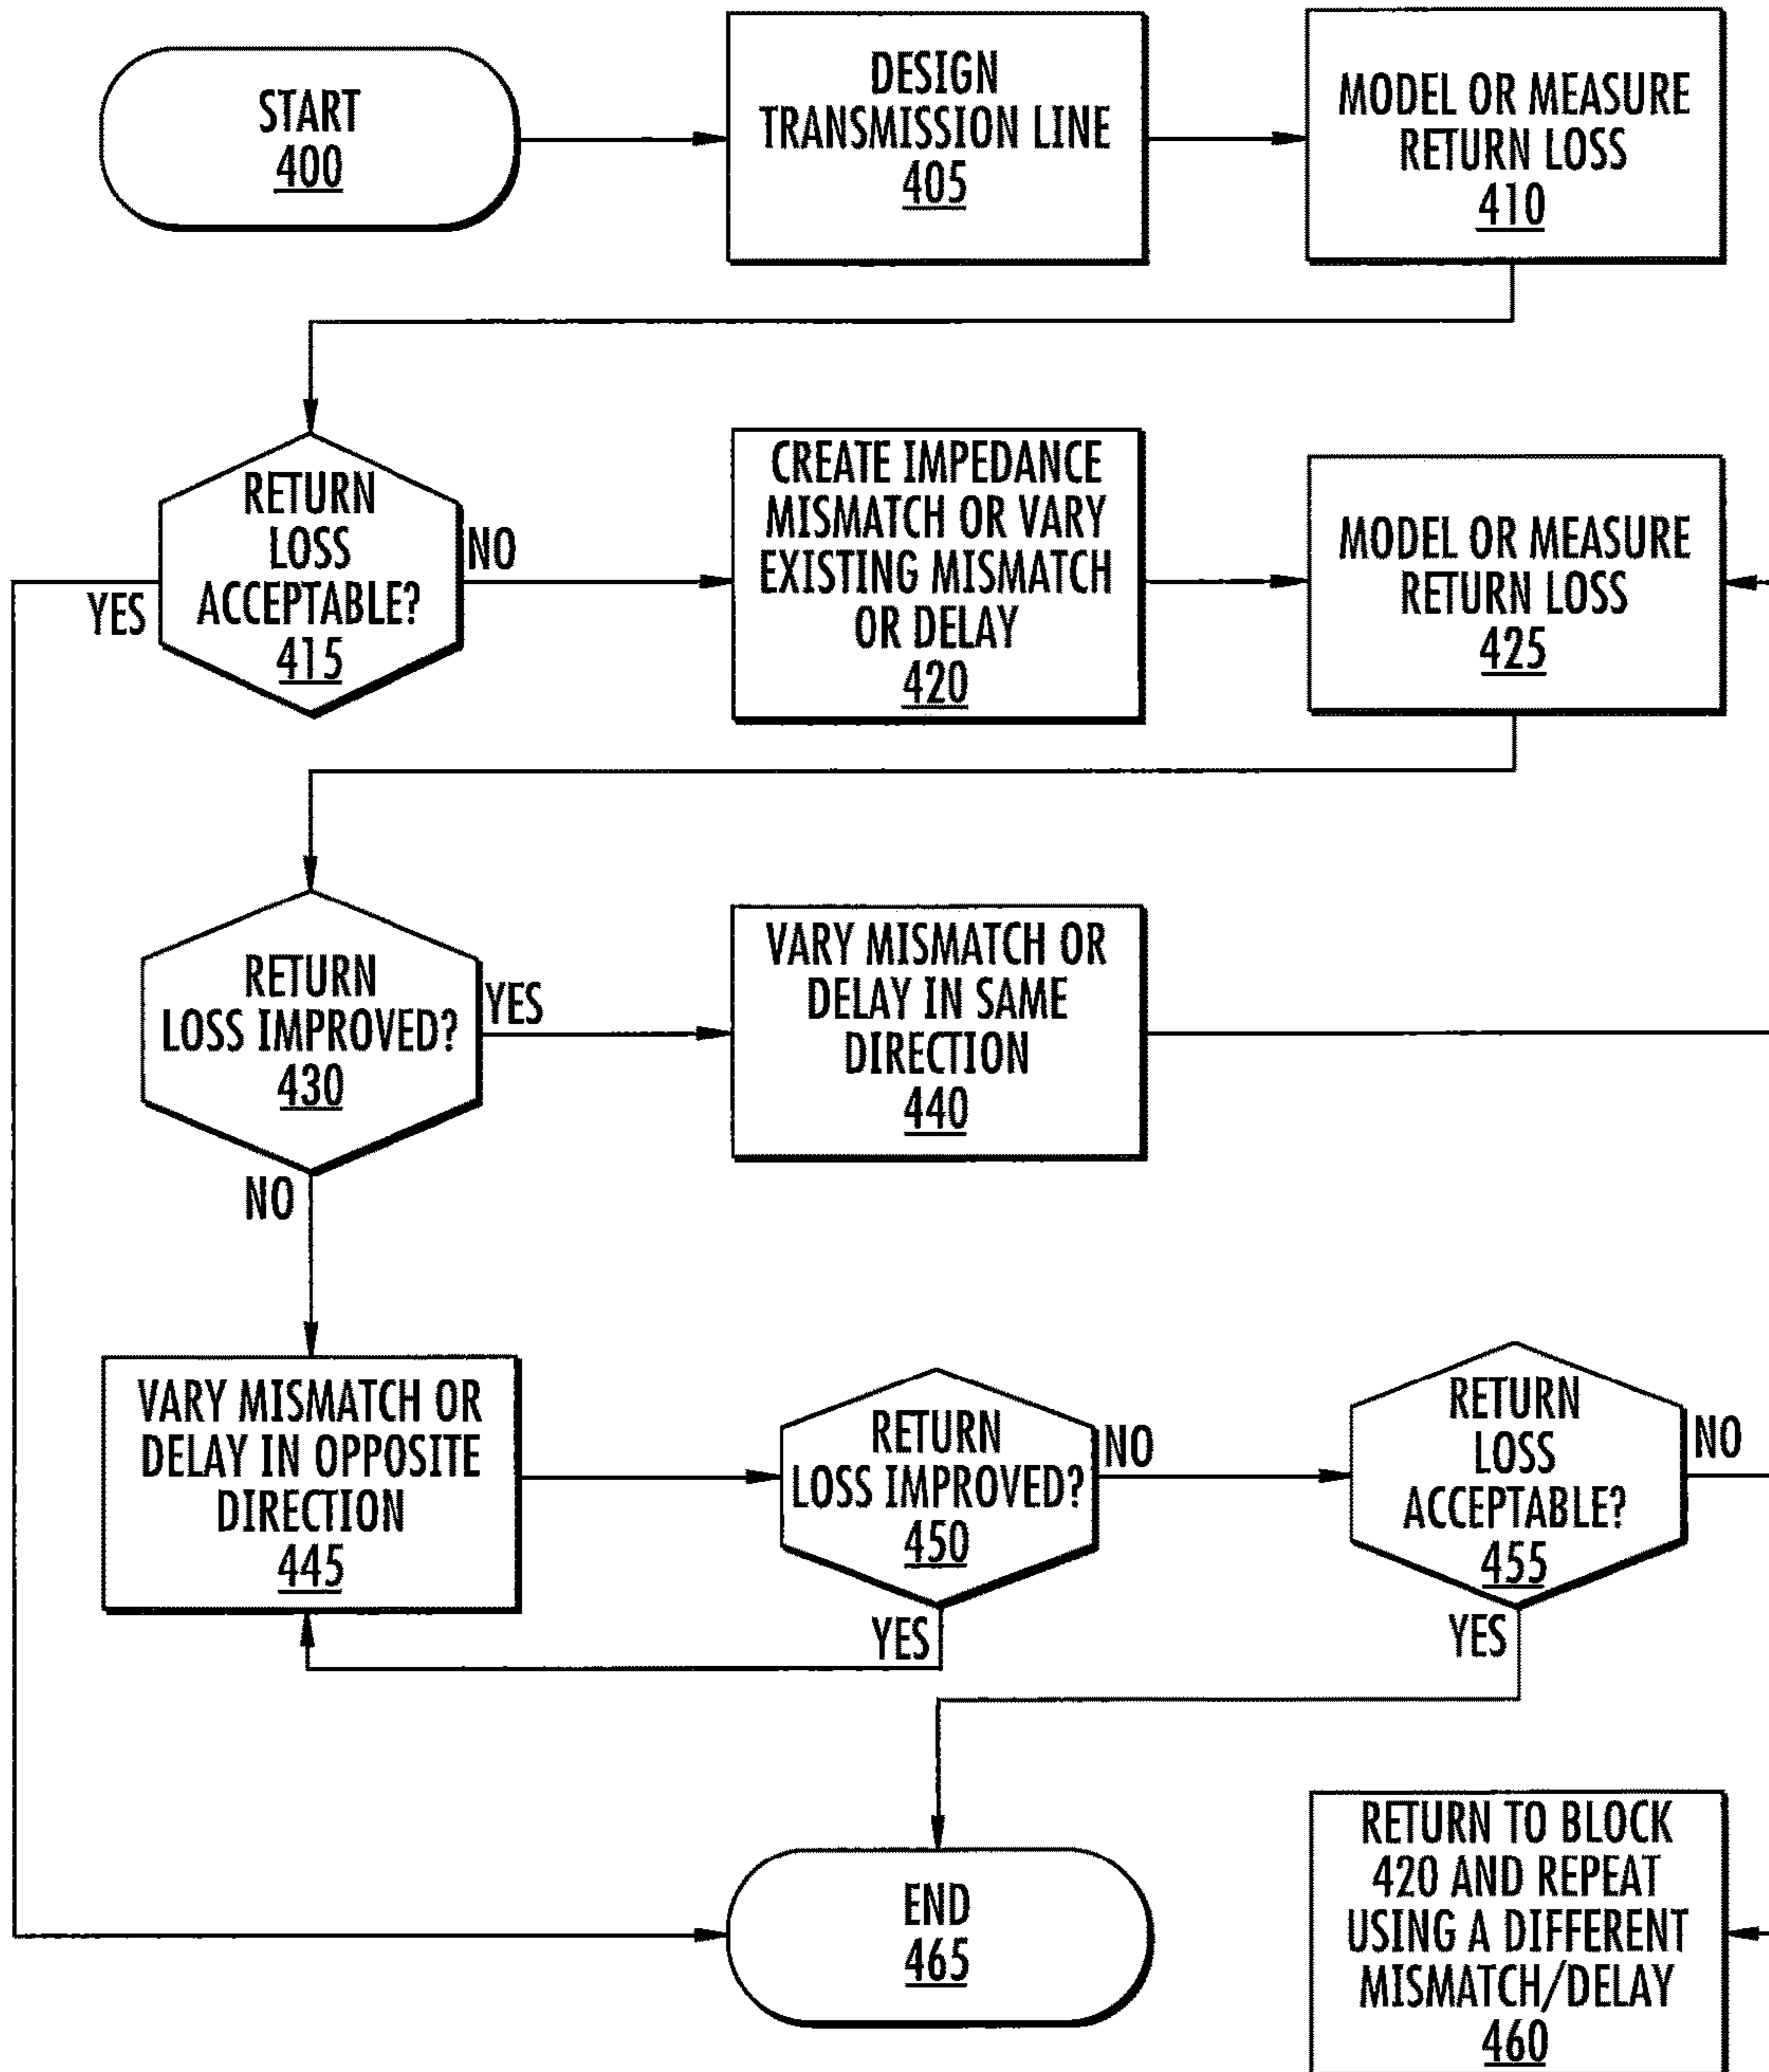 START
400
DESIGN
TRANSMISSION LINE
405
MODEL OR MEASURE
RETURN LOSS
410
RETURN
LOSS
ACCEPTABLE?
415
YES
NO
CREATE IMPEDANCE
MISMATCH OR VARY
EXISTING MISMATCH
OR DELAY
420
MODEL OR MEASURE
RETURN LOSS
425
RETURN
LOSS IMPROVED?
430
YES
NO
VARY MISMATCH OR
DELAY IN SAME
DIRECTION
440
VARY MISMATCH OR
DELAY IN OPPOSITE
DIRECTION
445
RETURN
LOSS IMPROVED?
450
NO
YES
RETURN
LOSS
ACCEPTABLE?
455
NO
YES
END
465
RETURN TO BLOCK
420 AND REPEAT
USING A DIFFERENT
MISMATCH/DELAY
460